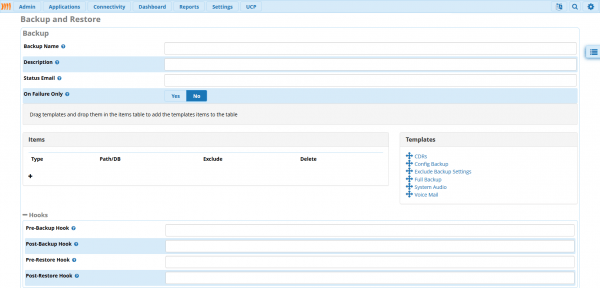 Admin Applications Connectivity Dashboard Reports Settings UCP
Backup and Restore
Backup
Backup Name
Description
Status Email
On Failure Only Yes No
Drag templates and drop them in the items table to add the templates items to the table
Items
Type Path/DB Exclude Delete
Templates
CDRs
Config Backup
Exclude Backup Settings
Full Backup
System Audio
Voice Mail
Hooks
Pre-Backup Hook
Post-Backup Hook
Pre-Restore Hook
Post-Restore Hook